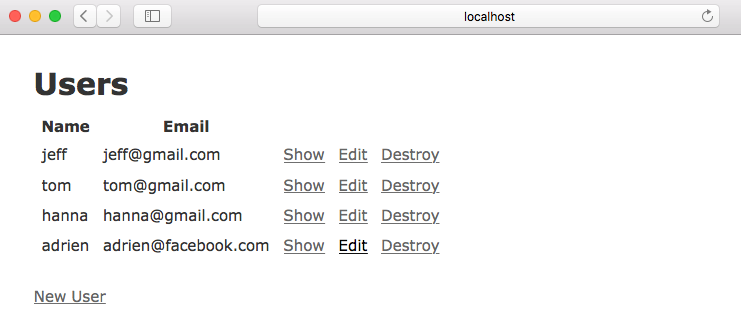 localhost
Users
Name Email
jeff jeff@gmail.com Show Edit Destroy
tom tom@gmail.com Show Edit Destroy
hanna hanna@gmail.com Show Edit Destroy
adrien adrien@facebook.com Show Edit Destroy
New User